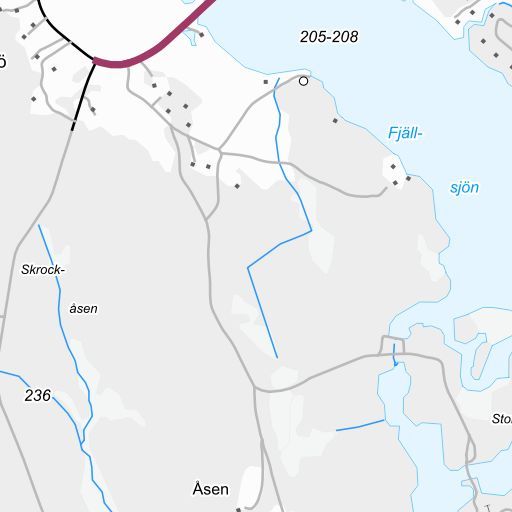 205-208
ö
Fjäll-
sjön
Skrock-
åsen
236
Sto
Åsen